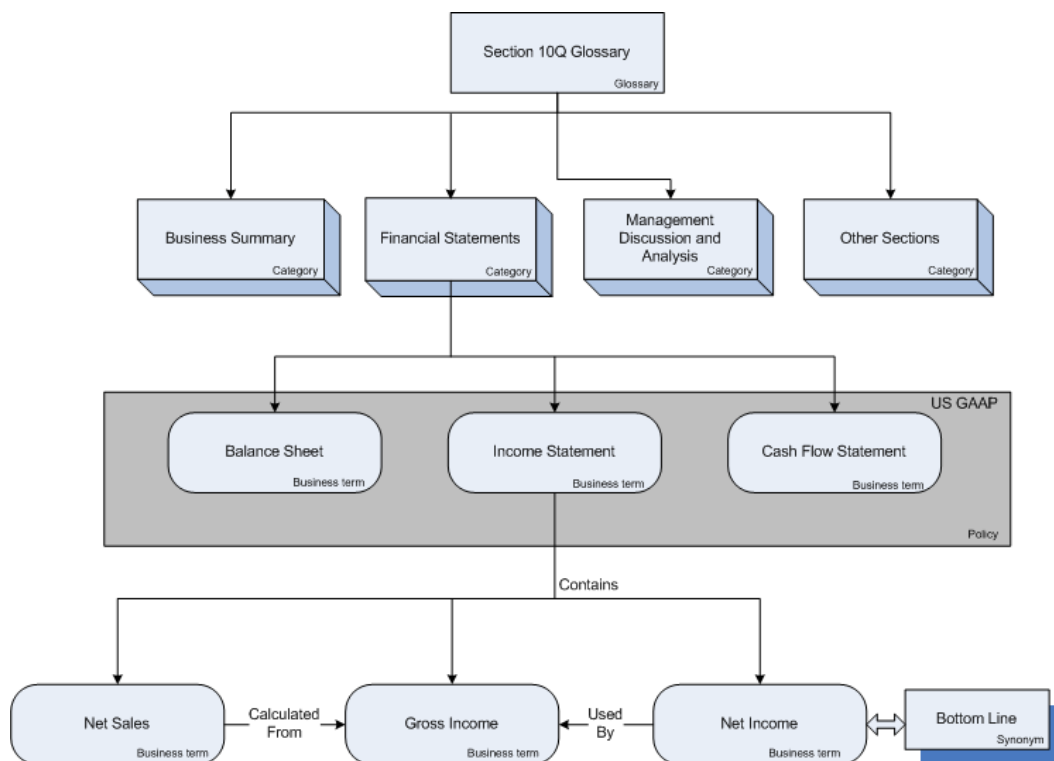 Section 10Q Glossary
Glossary
Business Summary
Category
Financial Statements
Category
Management
Discussion and
Analysis
Category
Other Sections
Category
US GAAP
Balance Sheet
Business term
Income Statement
Business term
Cash Flow Statement
Business term
Policy
Contains
Net Sales
Business term
Calculated
From
Gross Income
Business term
Used
By
Net Income
Business term
Bottom Line
Synonym